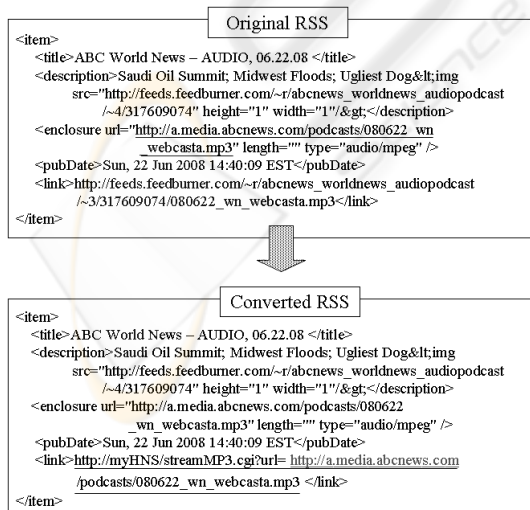 Original RSS
<item>
<title>ABC World News – AUDIO, 06.22.08 </title>
<description>Saudi Oil Summit; Midwest Floods; Ugliest Dog&lt;img
src="http://feeds.feedburner.com/~r/abcnews_worldnews_audiopodcast
/~4/317609074" height="1" width="1"/&gt;</description>
<enclosure url="http://a.media.abcnews.com/podcasts/080622_wn
_webcasta.mp3" length="" type="audio/mpeg" />
<pubDate>Sun, 22 Jun 2008 14:40:09 EST</pubDate>
<link>http://feeds.feedburner.com/~r/abcnews_worldnews_audiopodcast
/~3/317609074/080622_wn_webcasta.mp3</link>
</item>
Converted RSS
<item>
<title>ABC World News – AUDIO, 06.22.08 </title>
<description>Saudi Oil Summit; Midwest Floods; Ugliest Dog&lt;img
src="http://feeds.feedburner.com/~r/abcnews_worldnews_audiopodcast
/~4/317609074" height="1" width="1"/&gt;</description>
<enclosure url="http://a.media.abcnews.com/podcasts/080622
_wn_webcasta.mp3" length="" type="audio/mpeg" />
<pubDate>Sun, 22 Jun 2008 14:40:09 EST</pubDate>
<link>http://myHNS/streamMP3.cgi?url= http://a.media.abcnews.com
/podcasts/080622_wn_webcasta.mp3 </link>
</item>